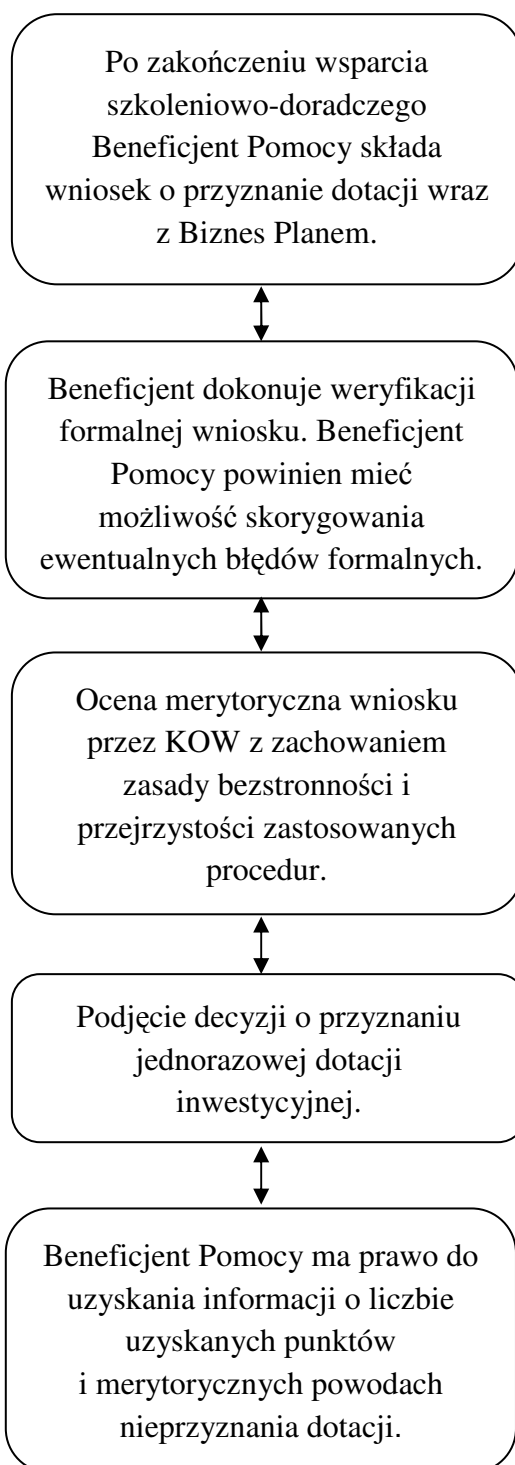 Po zakończeniu wsparcia
szkoleniowo-doradczego
Beneficjent Pomocy składa
wniosek o przyznanie dotacji wraz
z Biznes Planem.
Beneficjent dokonuje weryfikacji
formalnej wniosku. Beneficjent
Pomocy powinien mieć
możliwość skorygowania
ewentualnych błędów formalnych.
Ocena merytoryczna wniosku
przez KOW z zachowaniem
zasady bezstronności i
przejrzystości zastosowanych
procedur.
Podjęcie decyzji o przyznaniu
jednorazowej dotacji
inwestycyjnej.
Beneficjent Pomocy ma prawo do
uzyskania informacji o liczbie
uzyskanych punktów
i merytorycznych powodach
nieprzyznania dotacji.